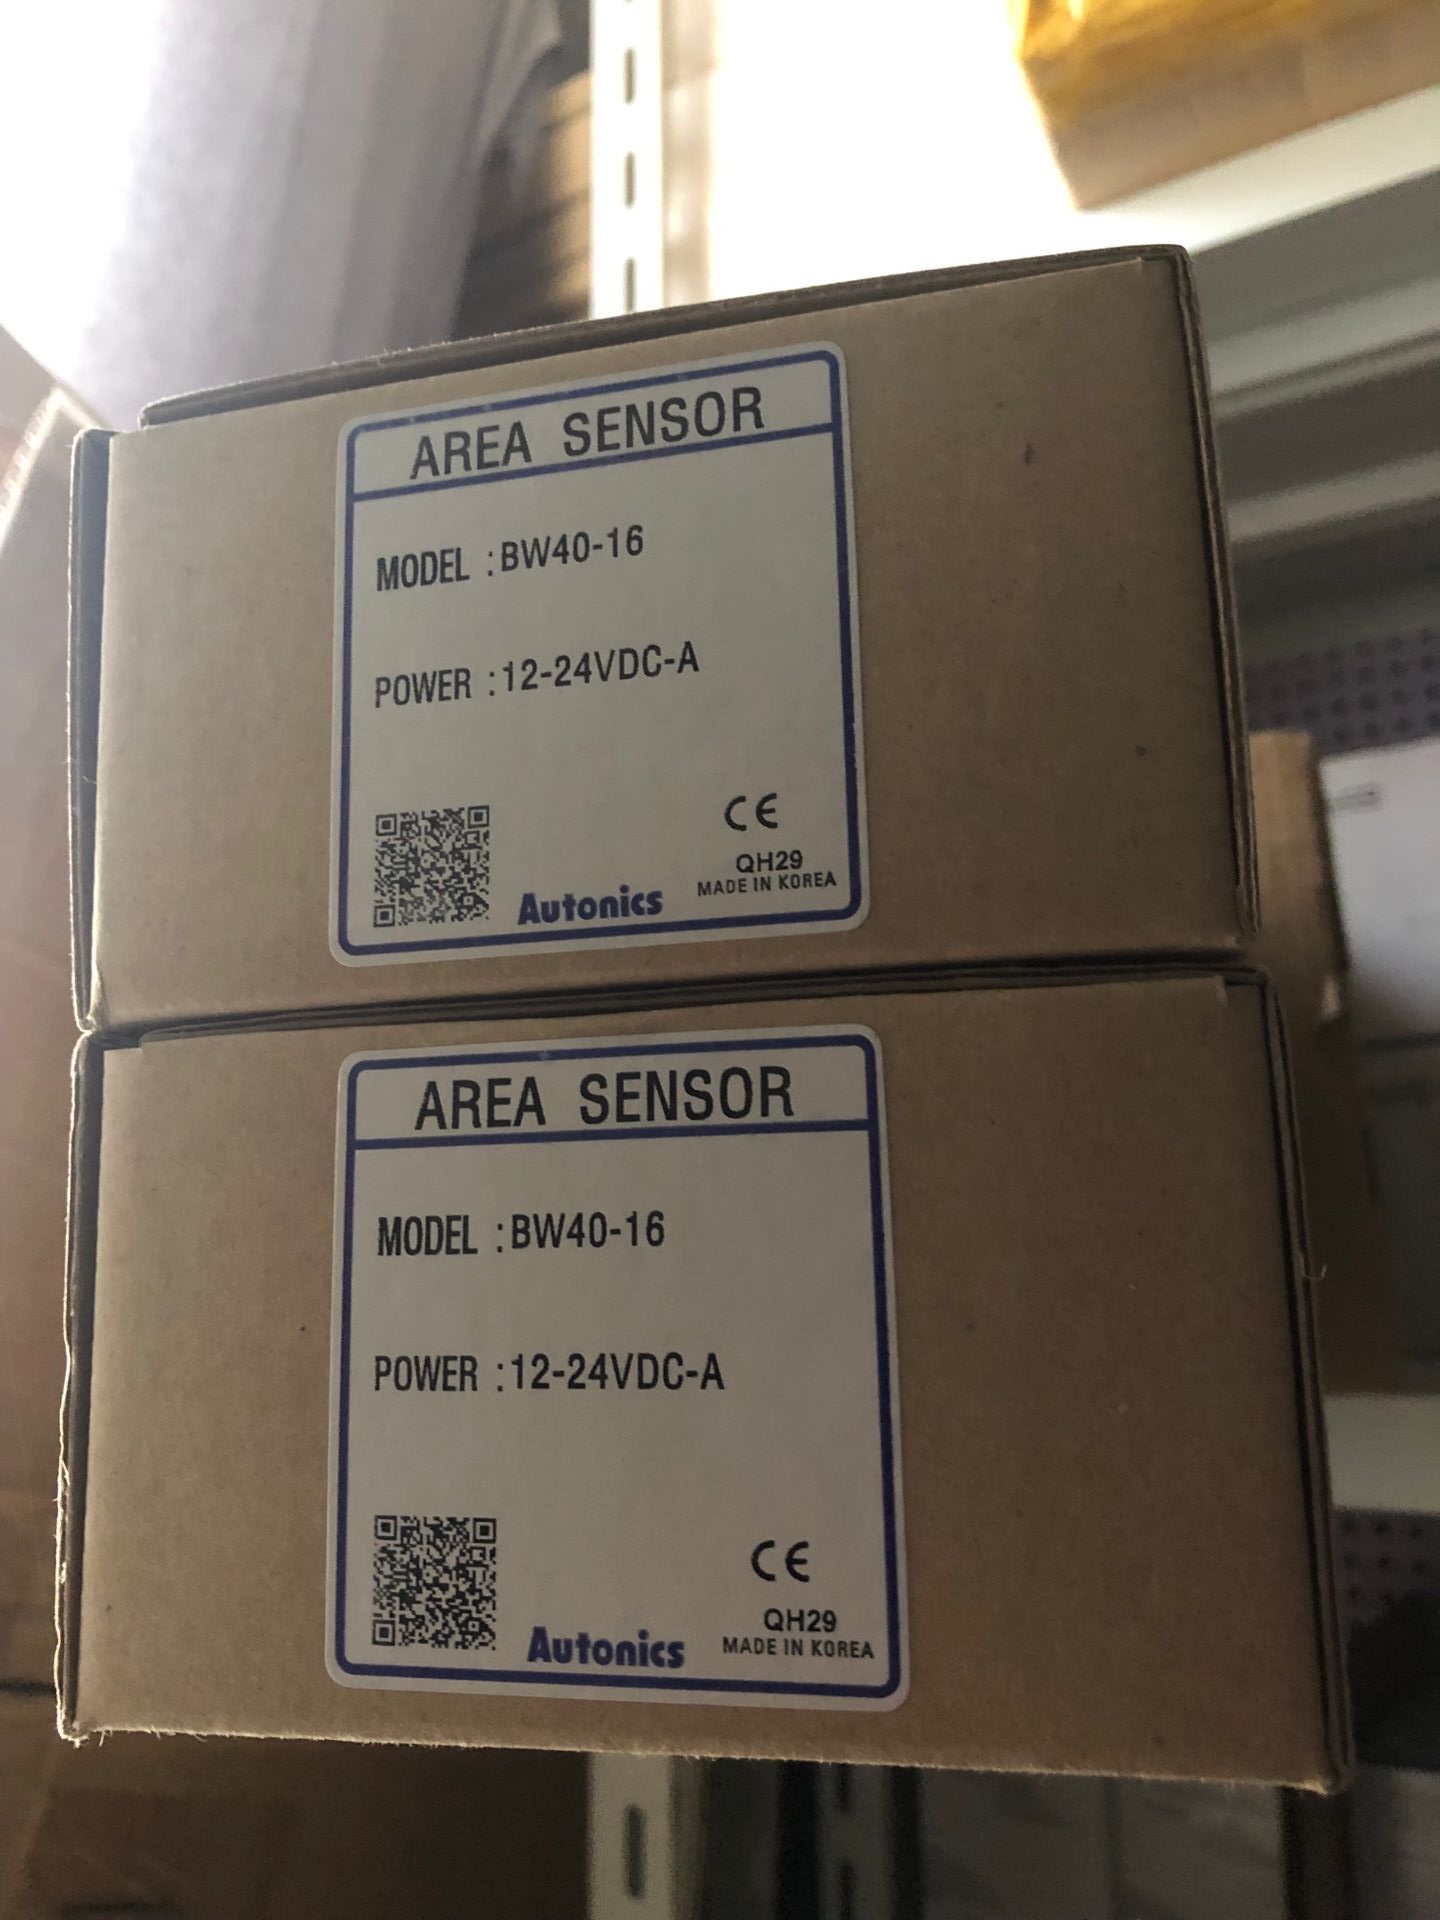 AREA SENSOR
MODEL :BW40-16
POWER :12-24VDC-A
CE
QH29
Autonics MADE IN KOREA
AREA SENSOR
MODEL :BW40-16
POWER :12-24VDC-A
CE
QH29
Autonics MADE IN KOREA